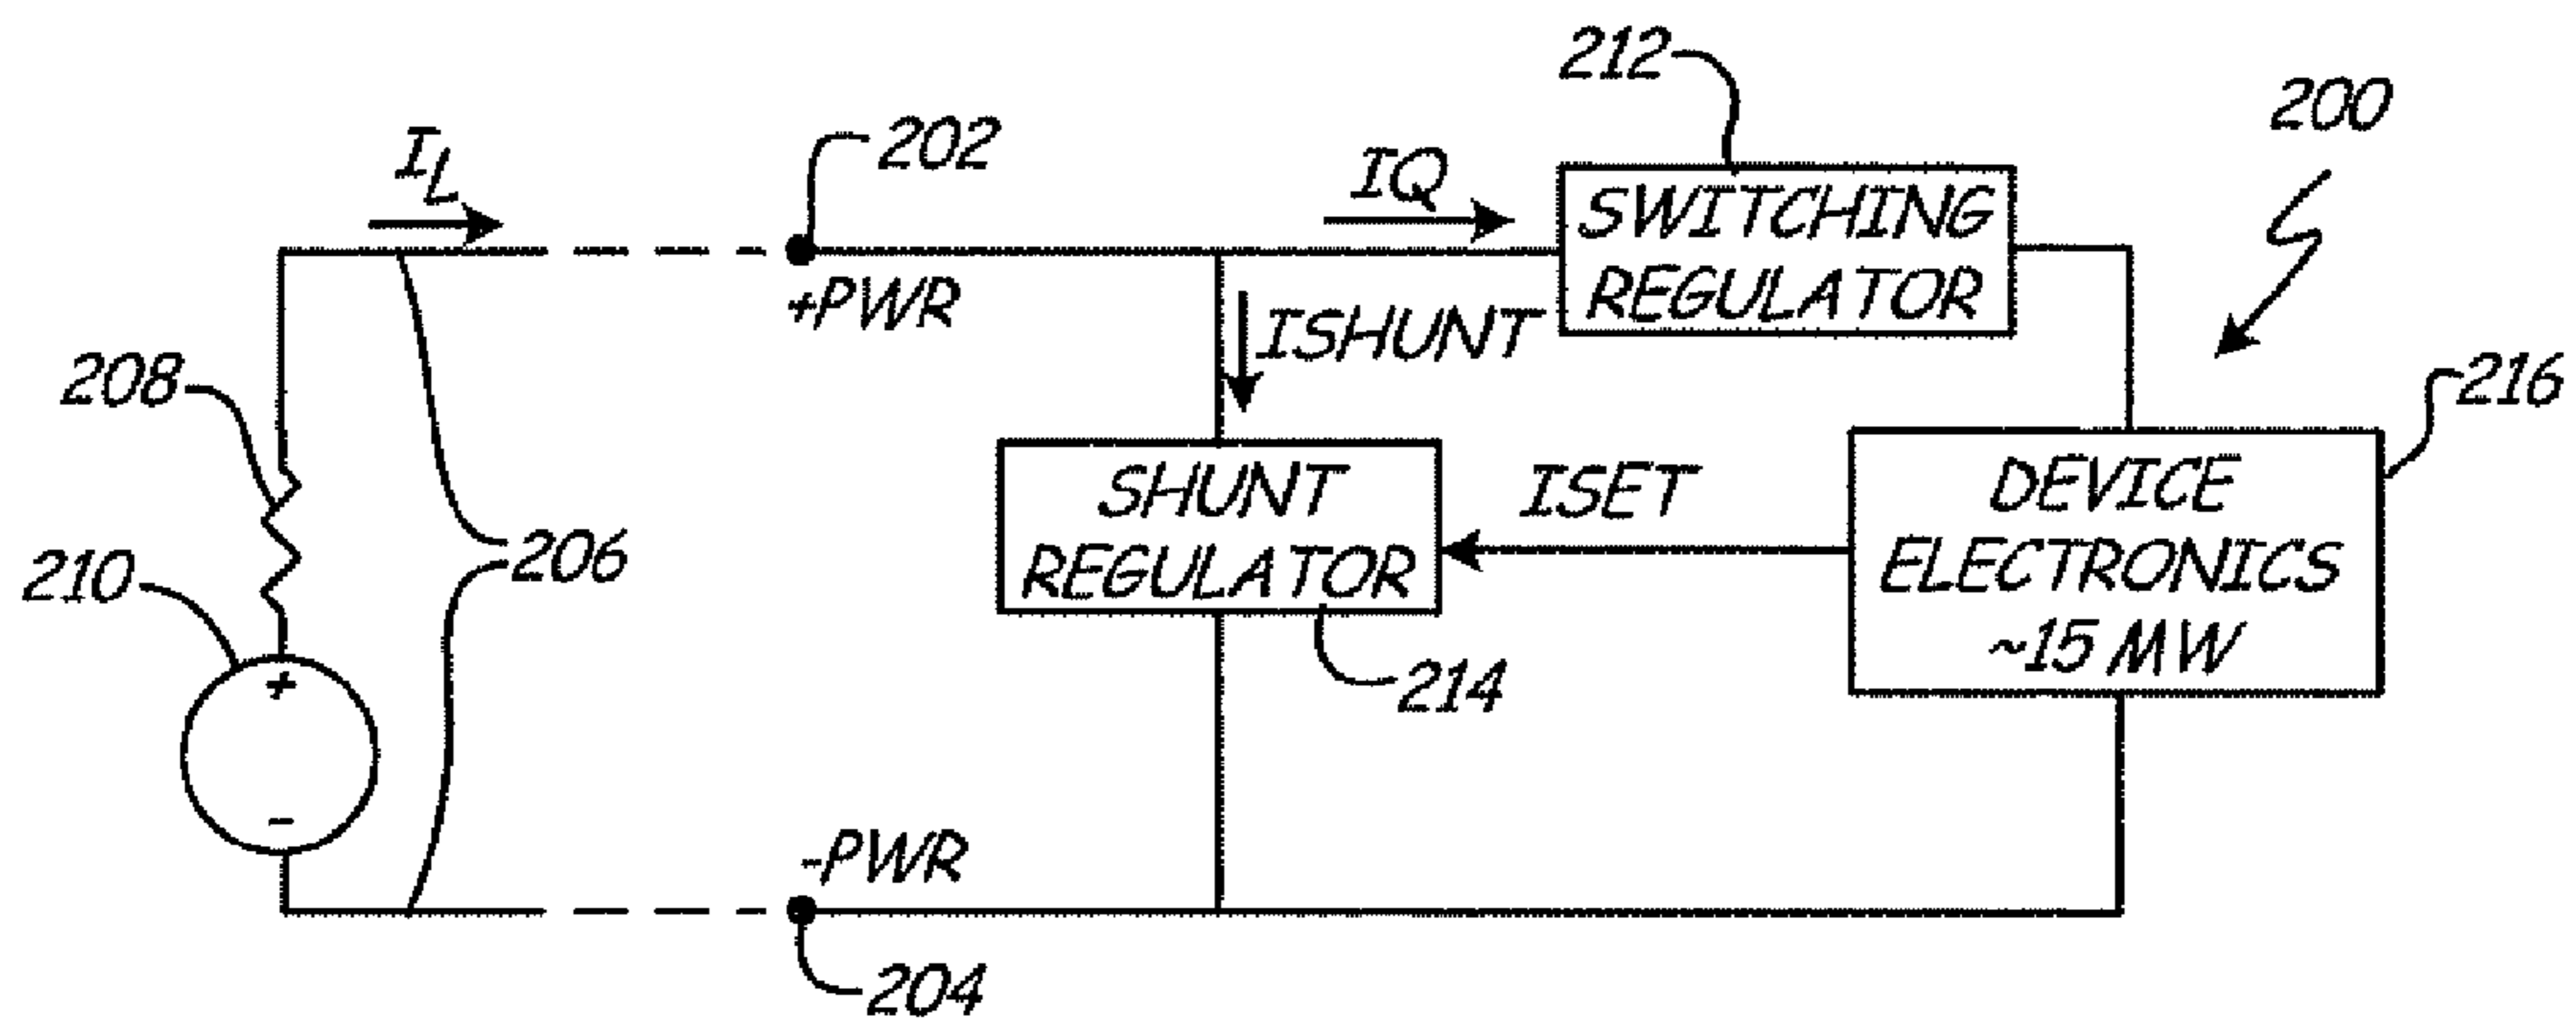 212
200
202
I_L
IQ
SWITCHING
REGULATOR
+PWR
ISHUNT
208
216
SHUNT
REGULATOR
ISET
DEVICE
ELECTRONICS
~15 MW
210
206
+
214
-
-PWR
204